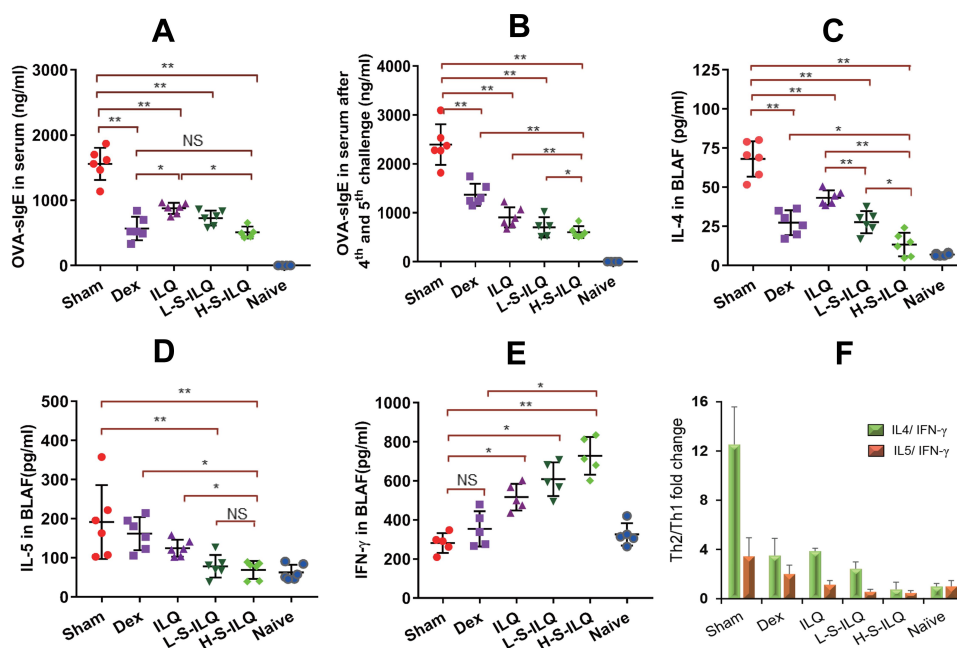 A
OVA-sIgE in serum (ng/ml)
3000
2000
1000
0
**
**
**
**
NS
*
*
Sham
Dex
ILQ
L-S-ILQ
H-S-ILQ
Naive
B
OVA-sIgE in serum after
4th and 5th challenge (ng/ml)
4000
3000
2000
1000
0
**
**
**
**
**
**
*
Sham
Dex
ILQ
L-S-ILQ
H-S-ILQ
Naive
C
IL-4 in BLAF (pg/ml)
125
75
50
25
0
**
**
**
**
*
**
**
*
Sham
Dex
ILQ
L-S-ILQ
H-S-ILQ
Naïve
D
IL-5 in BLAF(pg/ml)
500
400
300
200
100
0
**
**
*
*
NS
Sham
Dex
ILQ
L-S-ILQ
H-S-ILQ
Naive
E
IFN-γ in BLAF(pg/ml)
1000
800
600
400
200
0
*
**
*
*
NS
Sham
Dex
ILQ
L-S-ILQ
H-S-ILQ
Naive
F
Th2/Th1 fold change
16
12
8
4
0
IL4/ IFN-γ
IL5/ IFN-γ
Sham
Dex
ILQ
L-S-ILQ
H-S-ILQ
Naïve